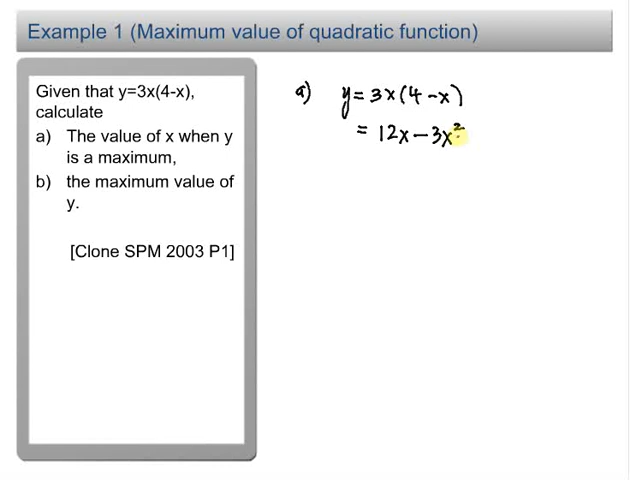 Example 1 (Maximum value of quadratic function)
Given that y=3x(4-x),
calculate
a) The value of x when y
is a maximum,
b) the maximum value of
y.
[Clone SPM 2003 P1]
a) y = 3x(4-x)
= 12x - 3x²